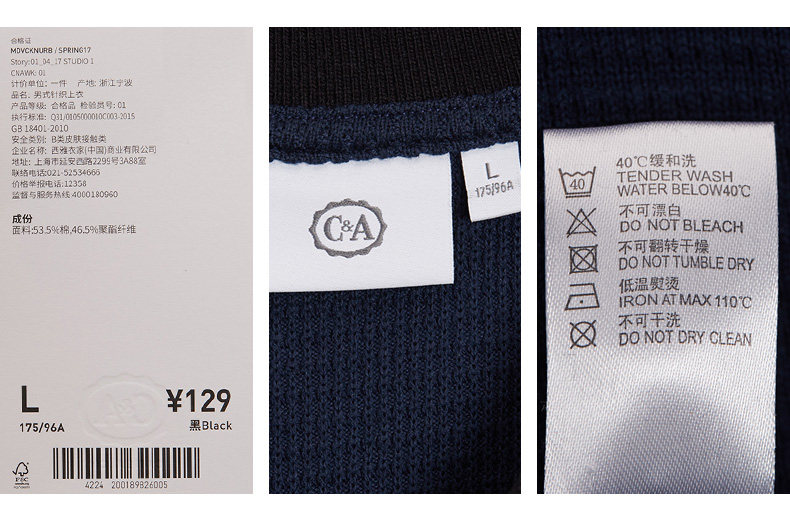 合格证
MDVCKNURB / SPRING17
Story:01_04_17 STUDIO 1
CNAWK: 01
计价单位: 一件 产地: 浙江宁波
品名: 男式针织上衣
产品等级: 合格品 检验员号: 01
执行标准: Q31/0105000010C003-2015
GB 18401-2010
安全类别: B类皮肤接触类
企业名称: 西雅衣家(中国)商业有限公司
地址: 上海市延安西路2299号3A88室
联络电话:021-52534666
价格举报电话:12358
监督与服务热线 4000180960
成份
面料:53.5%棉,46.5%聚酯纤维
L
¥129
175/96A
黑Black
FSC
4224 200189826005
C&A
L
175/96A
40
40℃缓和洗
TENDER WASH
WATER BELOW40℃
不可漂白
DO NOT BLEACH
不可翻转干燥
DO NOT TUMBLE DRY
低温熨烫
IRON AT MAX 110℃
不可干洗
DO NOT DRY CLEAN